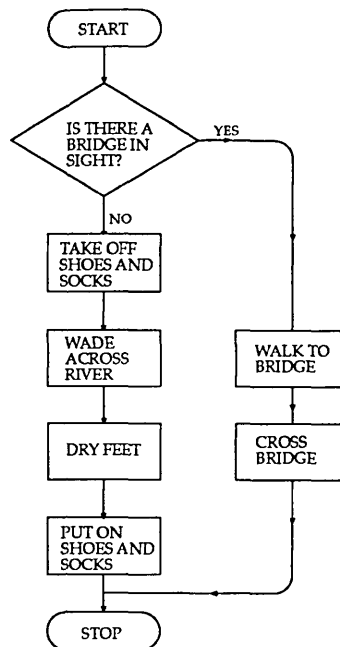 START
IS THERE A
BRIDGE IN
SIGHT?
YES
NO
TAKE OFF
SHOES AND
SOCKS
WADE
ACROSS
RIVER
DRY FEET
PUT ON
SHOES AND
SOCKS
WALK TO
BRIDGE
CROSS
BRIDGE
STOP